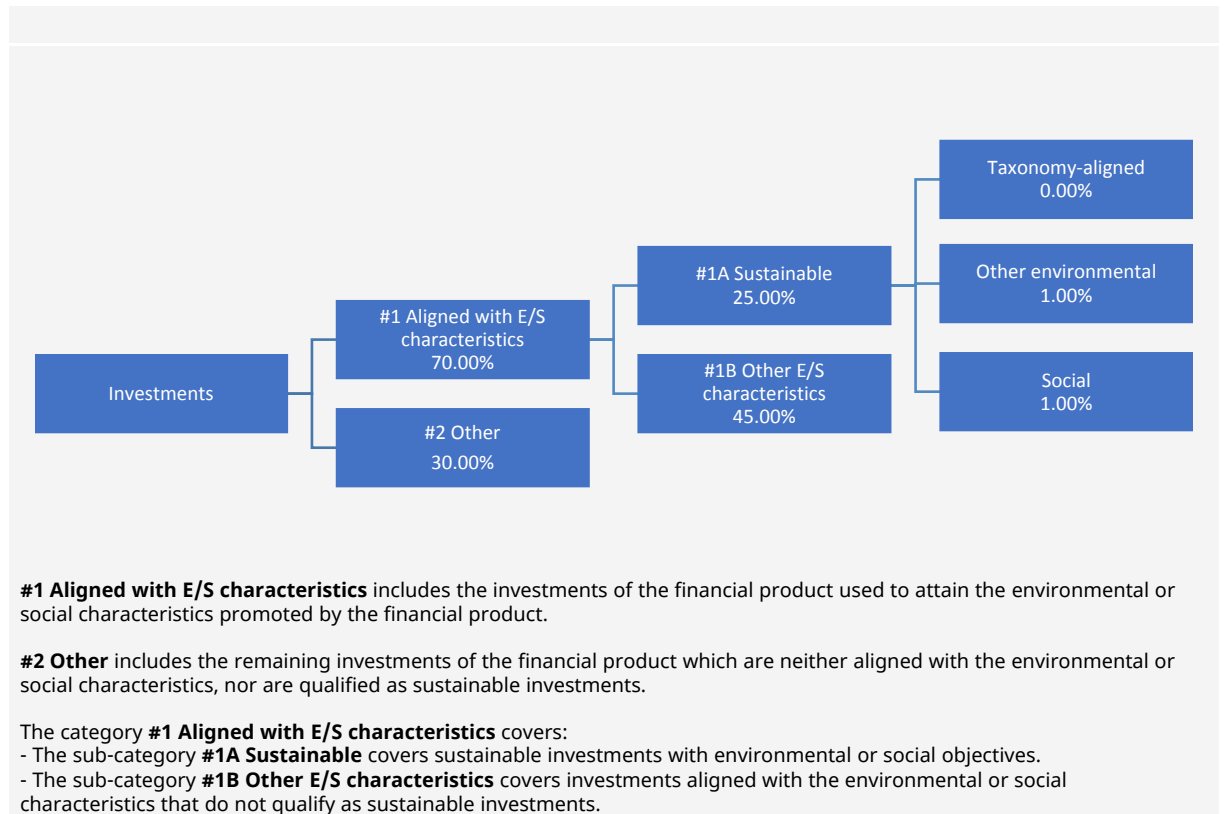 Investments
#1 Aligned with E/S
characteristics
70.00%
#2 Other
30.00%
#1A Sustainable
25.00%
#1B Other E/S
characteristics
45.00%
Taxonomy-aligned
0.00%
Other environmental
1.00%
Social
1.00%
#1 Aligned with E/S characteristics includes the investments of the financial product used to attain the environmental or
social characteristics promoted by the financial product.
#2 Other includes the remaining investments of the financial product which are neither aligned with the environmental or
social characteristics, nor are qualified as sustainable investments.
The category #1 Aligned with E/S characteristics covers:
- The sub-category #1A Sustainable covers sustainable investments with environmental or social objectives.
- The sub-category #1B Other E/S characteristics covers investments aligned with the environmental or social
characteristics that do not qualify as sustainable investments.